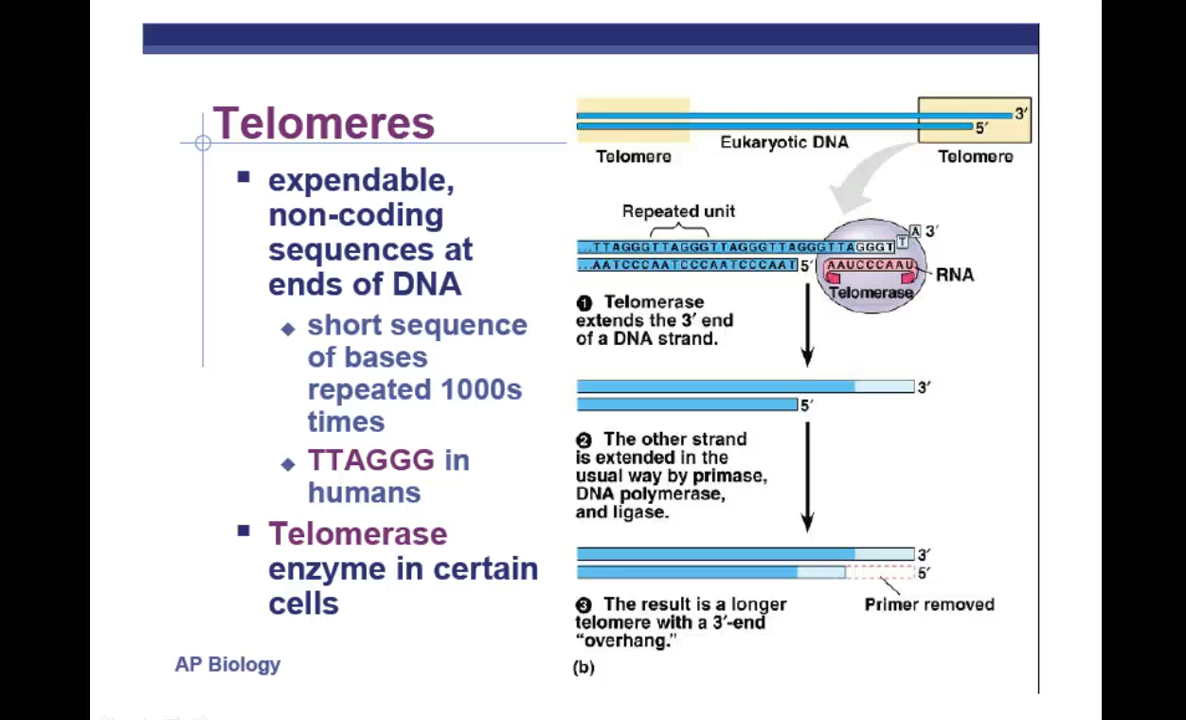 Telomeres
▪ expendable,
non-coding
sequences at
ends of DNA
◆ short sequence
of bases
repeated 1000s
times
◆ TTAGGG in
humans
▪ Telomerase
enzyme in certain
cells
AP Biology
3′
5′
Eukaryotic DNA
Telomere
Telomere
Repeated unit
A 3′
T
...TTAGGGTTAGGGTTAGGGTTAGGGTTAGGGT
...AATCCCAATCCCAATCCCAAT 5′
AAUCCCAAU
RNA
Telomerase
1 Telomerase
extends the 3′ end
of a DNA strand.
3′
5′
2 The other strand
is extended in the
usual way by primase,
DNA polymerase,
and ligase.
3′
5′
Primer removed
3 The result is a longer
telomere with a 3′-end
“overhang.”
(b)